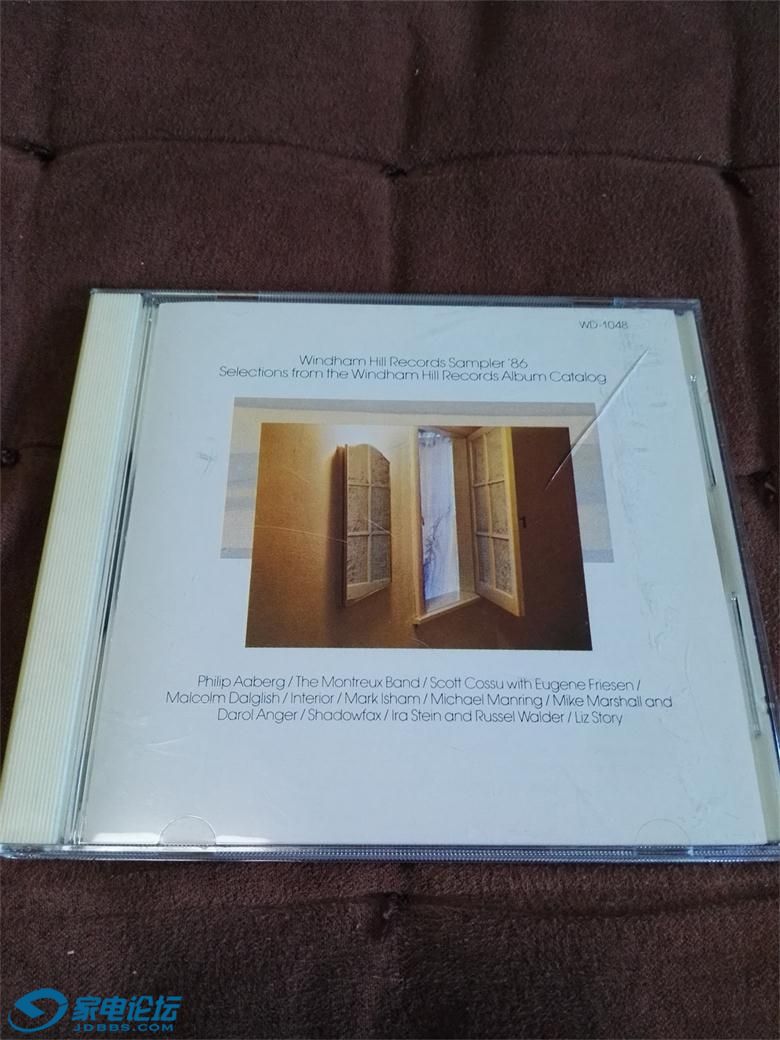 WD-1048
Windham Hill Records Sampler '86
Selections from the Windham Hill Records Album Catalog
Philip Aaberg / The Montreux Band / Scott Cossu with Eugene Friesen /
Malcolm Dalglish / Interior / Mark Isham / Michael Manring / Mike Marshall and
Darol Anger / Shadowfax / Ira Stein and Russel Walder / Liz Story
家电论坛
JDBBS.COM